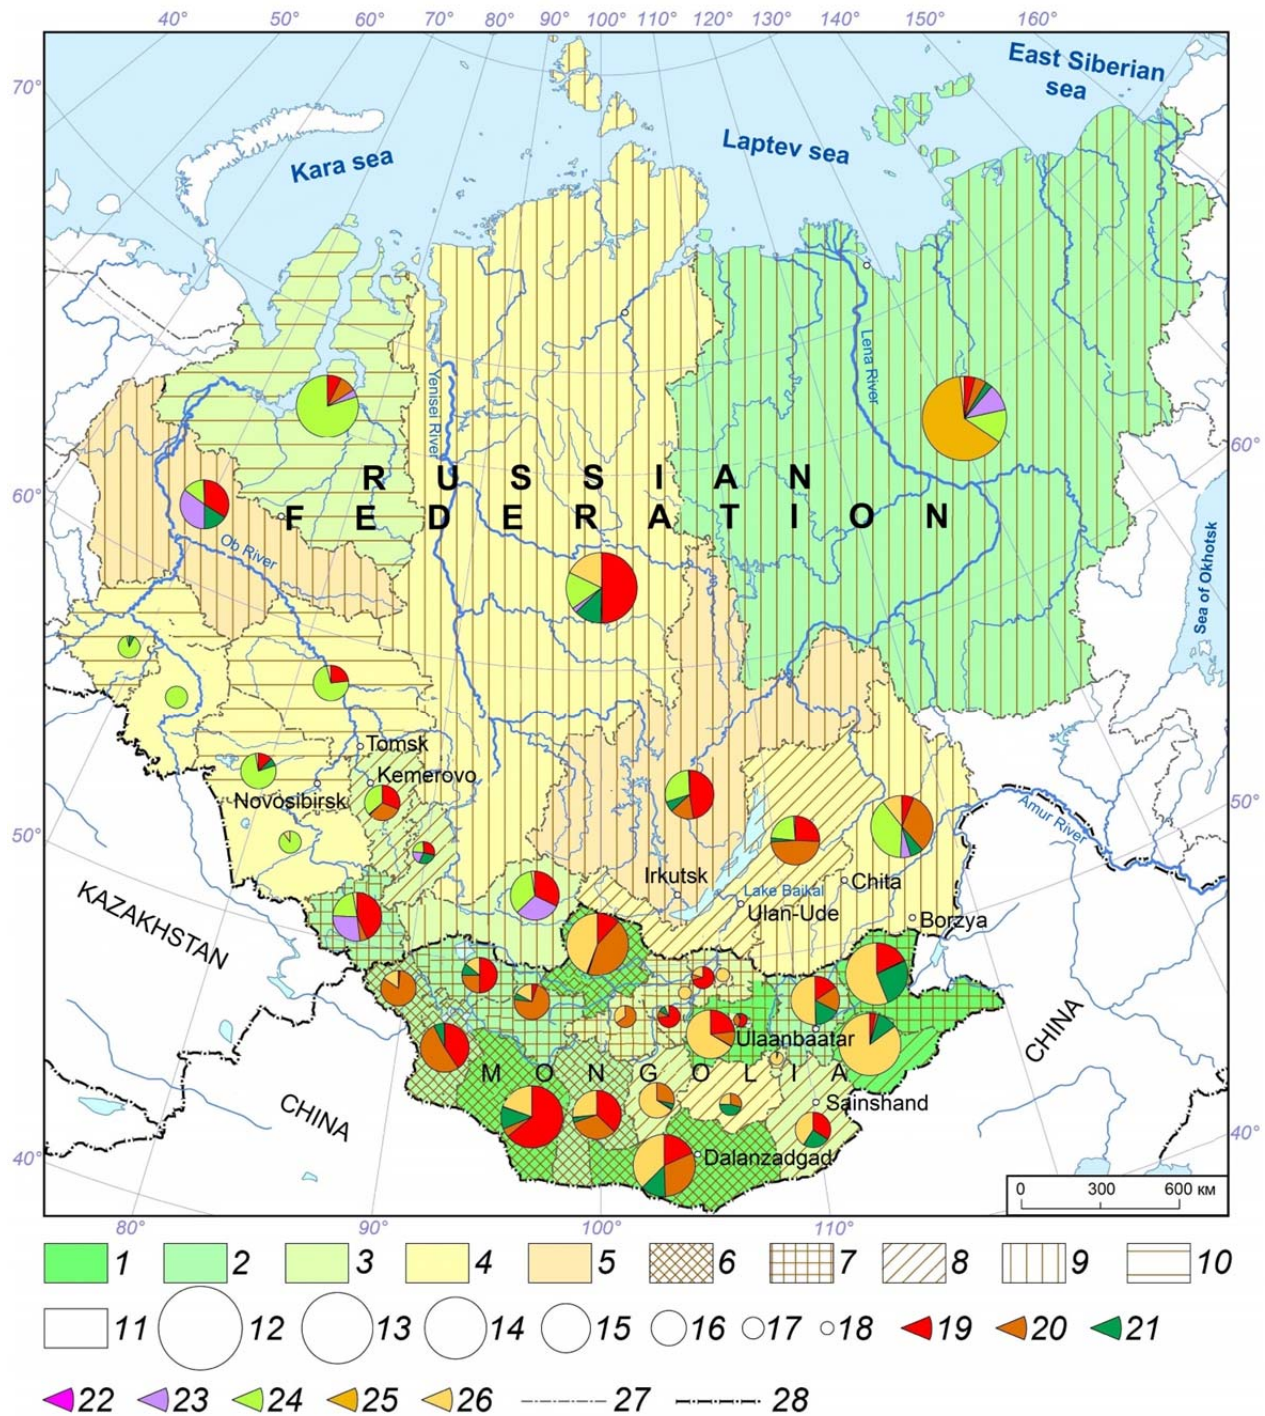 40° 50° 60° 70° 80° 90° 100° 110° 120° 130° 140° 150° 160°
East Siberian
sea
70°
Kara sea
Laptev sea
Lena River
Yenisei River
60°
60°
RUSSIAN
FEDERATION
Ob River
Sea of Okhotsk
Tomsk
Kemerovo
Novosibirsk
50°
50°
Amur River
Irkutsk
Lake Baikal
Chita
Ulan-Ude
Borzya
KAZAKHSTAN
CHINA
Ulaanbaatar
MONGOLIA
CHINA
Sainshand
Dalanzadgad
40°
40°
0 300 600 км
80° 90° 100° 110°
1 2 3 4 5 6 7 8 9 10
11 12 13 14 15 16 17 18 19 20 21
22 23 24 25 26 27 28